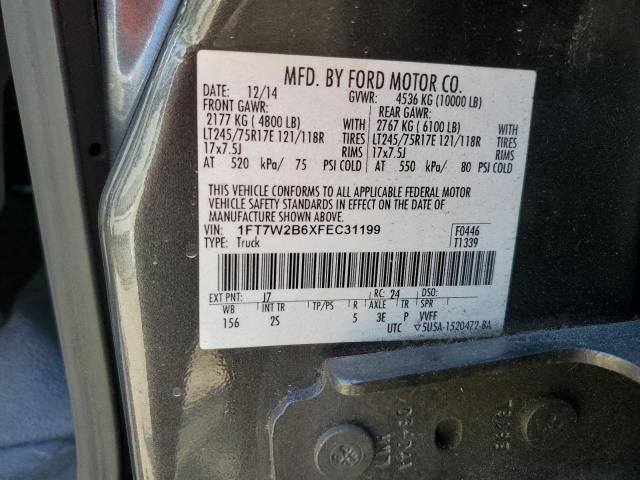 MFD. BY FORD MOTOR CO.
DATE: 12/14 GVWR: 4536 KG (10000 LB)
FRONT GAWR: REAR GAWR:
2177 KG ( 4800 LB) WITH 2767 KG ( 6100 LB) WITH
LT245/75R17E 121/118R TIRES LT245/75R17E 121/118R TIRES
17x7.5J RIMS 17x7.5J RIMS
AT 520 kPa/ 75 PSI COLD AT 550 kPa/ 80 PSI COLD
THIS VEHICLE CONFORMS TO ALL APPLICABLE FEDERAL MOTOR
VEHICLE SAFETY STANDARDS IN EFFECT ON THE DATE OF
MANUFACTURE SHOWN ABOVE.
VIN: 1FT7W2B6XFEC31199 F0446
TYPE: Truck T1339
EXT PNT: J7 RC: 24 DSO:
WB INT TR TP/PS R AXLE TR SPR
156 2S 5 3E P VVFF
UTC ▽5U5A-1520472-BA